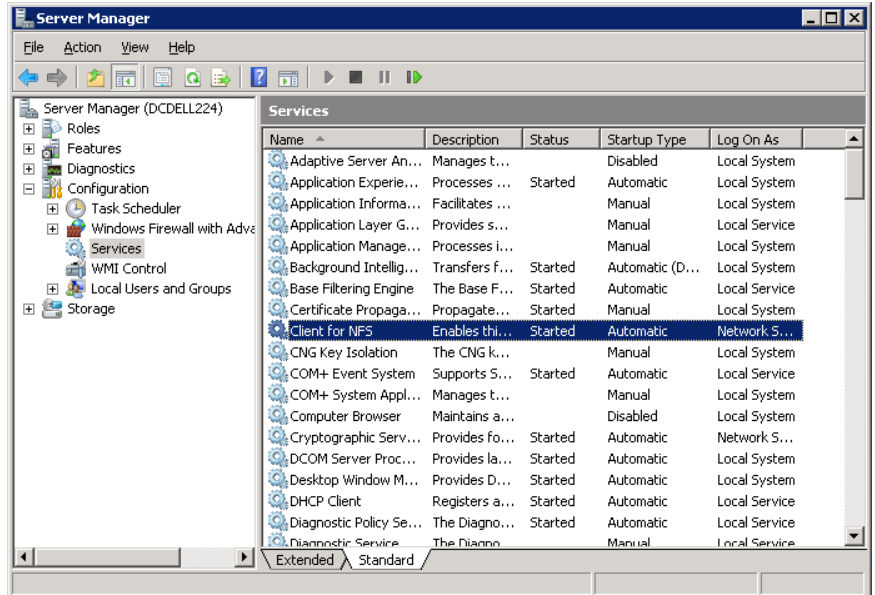 Server Manager
File Action View Help
Server Manager (DCDELL224)
Roles
Features
Diagnostics
Configuration
Task Scheduler
Windows Firewall with Adva
Services
WMI Control
Local Users and Groups
Storage
Services
Name Description Status Startup Type Log On As
Adaptive Server An... Manages t... Disabled Local System
Application Experie... Processes ... Started Automatic Local System
Application Informa... Facilitates ... Manual Local System
Application Layer G... Provides s... Manual Local Service
Application Manage... Processes i... Manual Local System
Background Intellig... Transfers f... Started Automatic (D... Local System
Base Filtering Engine The Base F... Started Automatic Local Service
Certificate Propaga... Propagate... Started Manual Local System
Client for NFS Enables thi... Started Automatic Network S...
CNG Key Isolation The CNG k... Manual Local System
COM+ Event System Supports S... Started Automatic Local Service
COM+ System Appl... Manages t... Manual Local System
Computer Browser Maintains a... Disabled Local System
Cryptographic Serv... Provides fo... Started Automatic Network S...
DCOM Server Proc... Provides la... Started Automatic Local System
Desktop Window M... Provides D... Started Automatic Local System
DHCP Client Registers a... Started Automatic Local Service
Diagnostic Policy Se... The Diagno... Started Automatic Local Service
Diagnostic Service The Diagno Manual Local Service
Extended Standard